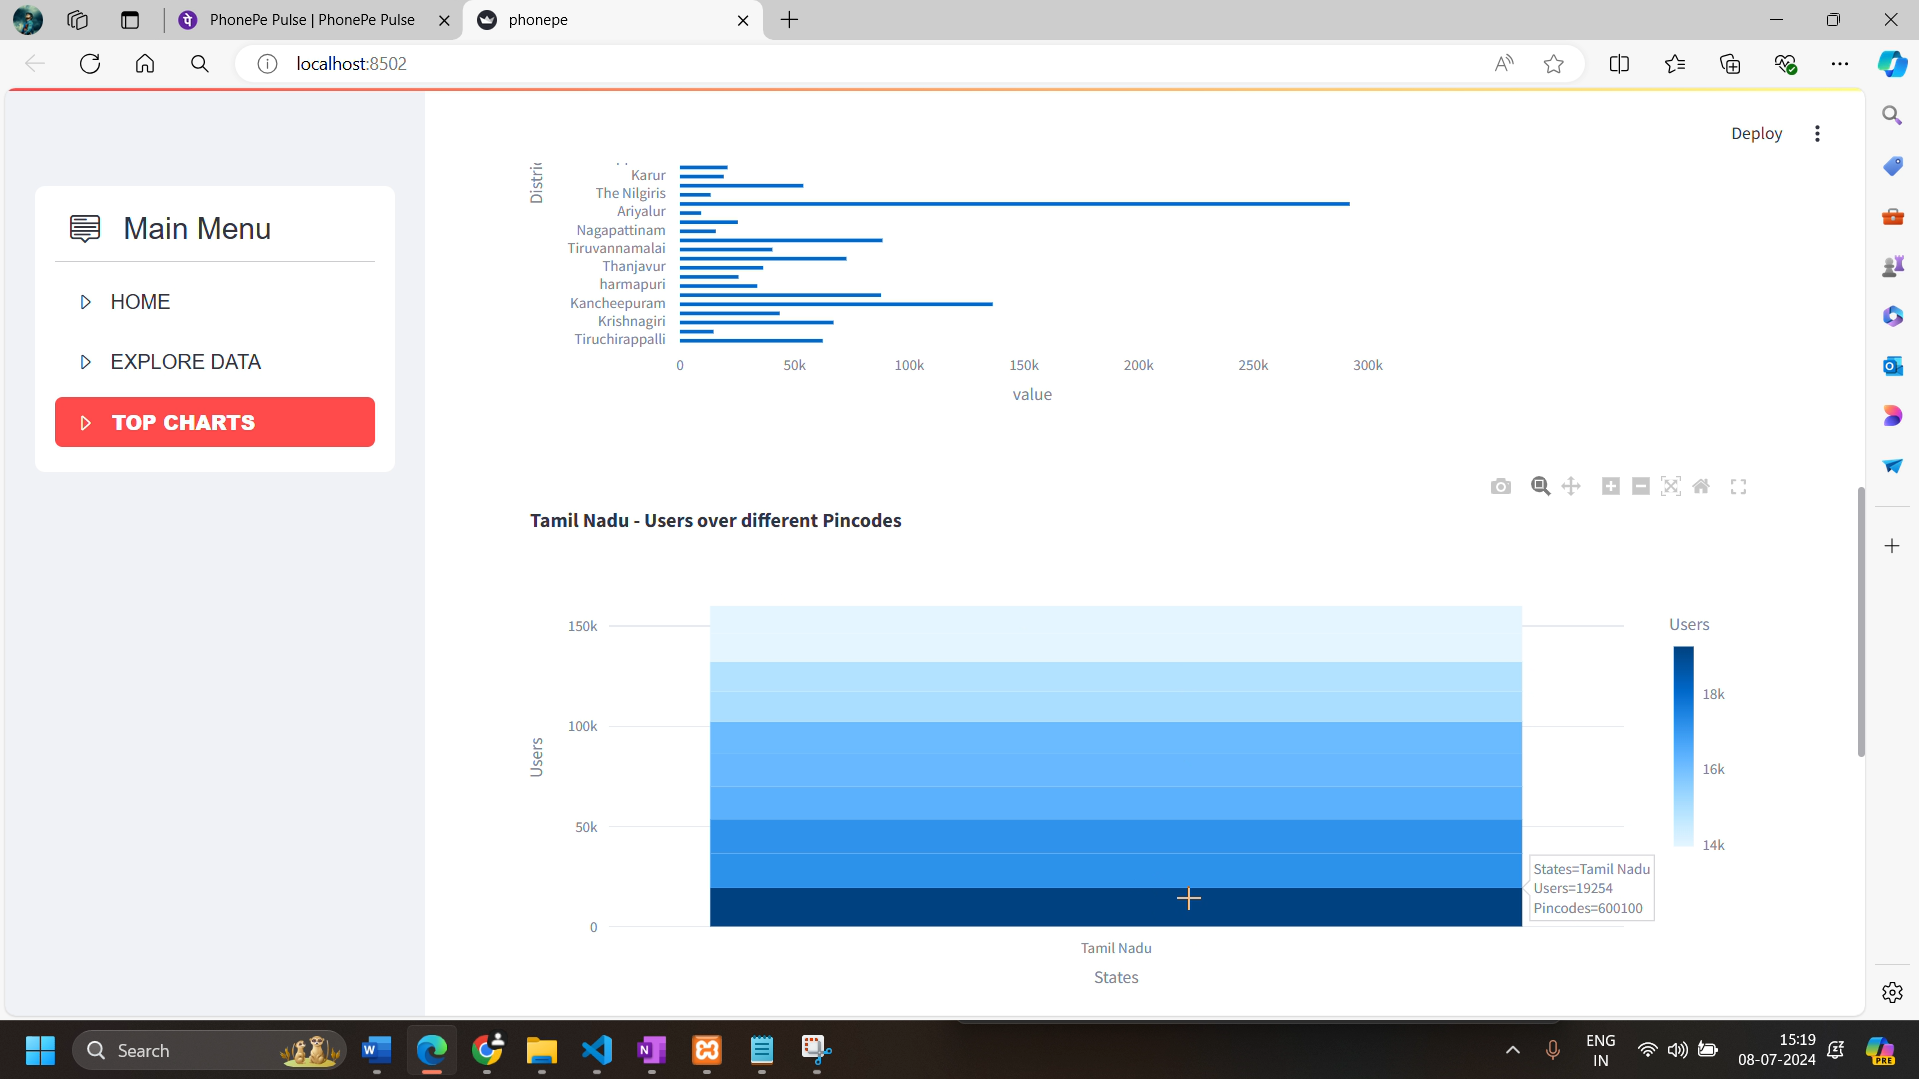 PhonePe Pulse | PhonePe Pulse
phonepe
localhost:8502
Deploy
Main Menu
HOME
EXPLORE DATA
TOP CHARTS
Karur
The Nilgiris
Ariyalur
Nagapattinam
Tiruvannamalai
Thanjavur
harmapuri
Kancheepuram
Krishnagiri
Tiruchirappalli
0 50k 100k 150k 200k 250k 300k
value
Tamil Nadu - Users over different Pincodes
Users
150k
100k
50k
0
Tamil Nadu
States
Users
18k
16k
14k
States=Tamil Nadu
Users=19254
Pincodes=600100
Search
ENG
IN
15:19
08-07-2024
PRE